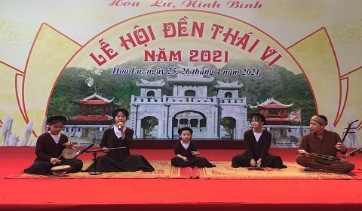 Hoa Lư, Ninh Bình
LỄ HỘI ĐỀN THÁI VI
NĂM 2021
Hoa Lư, ngày 25, 26 tháng 4 năm 2021